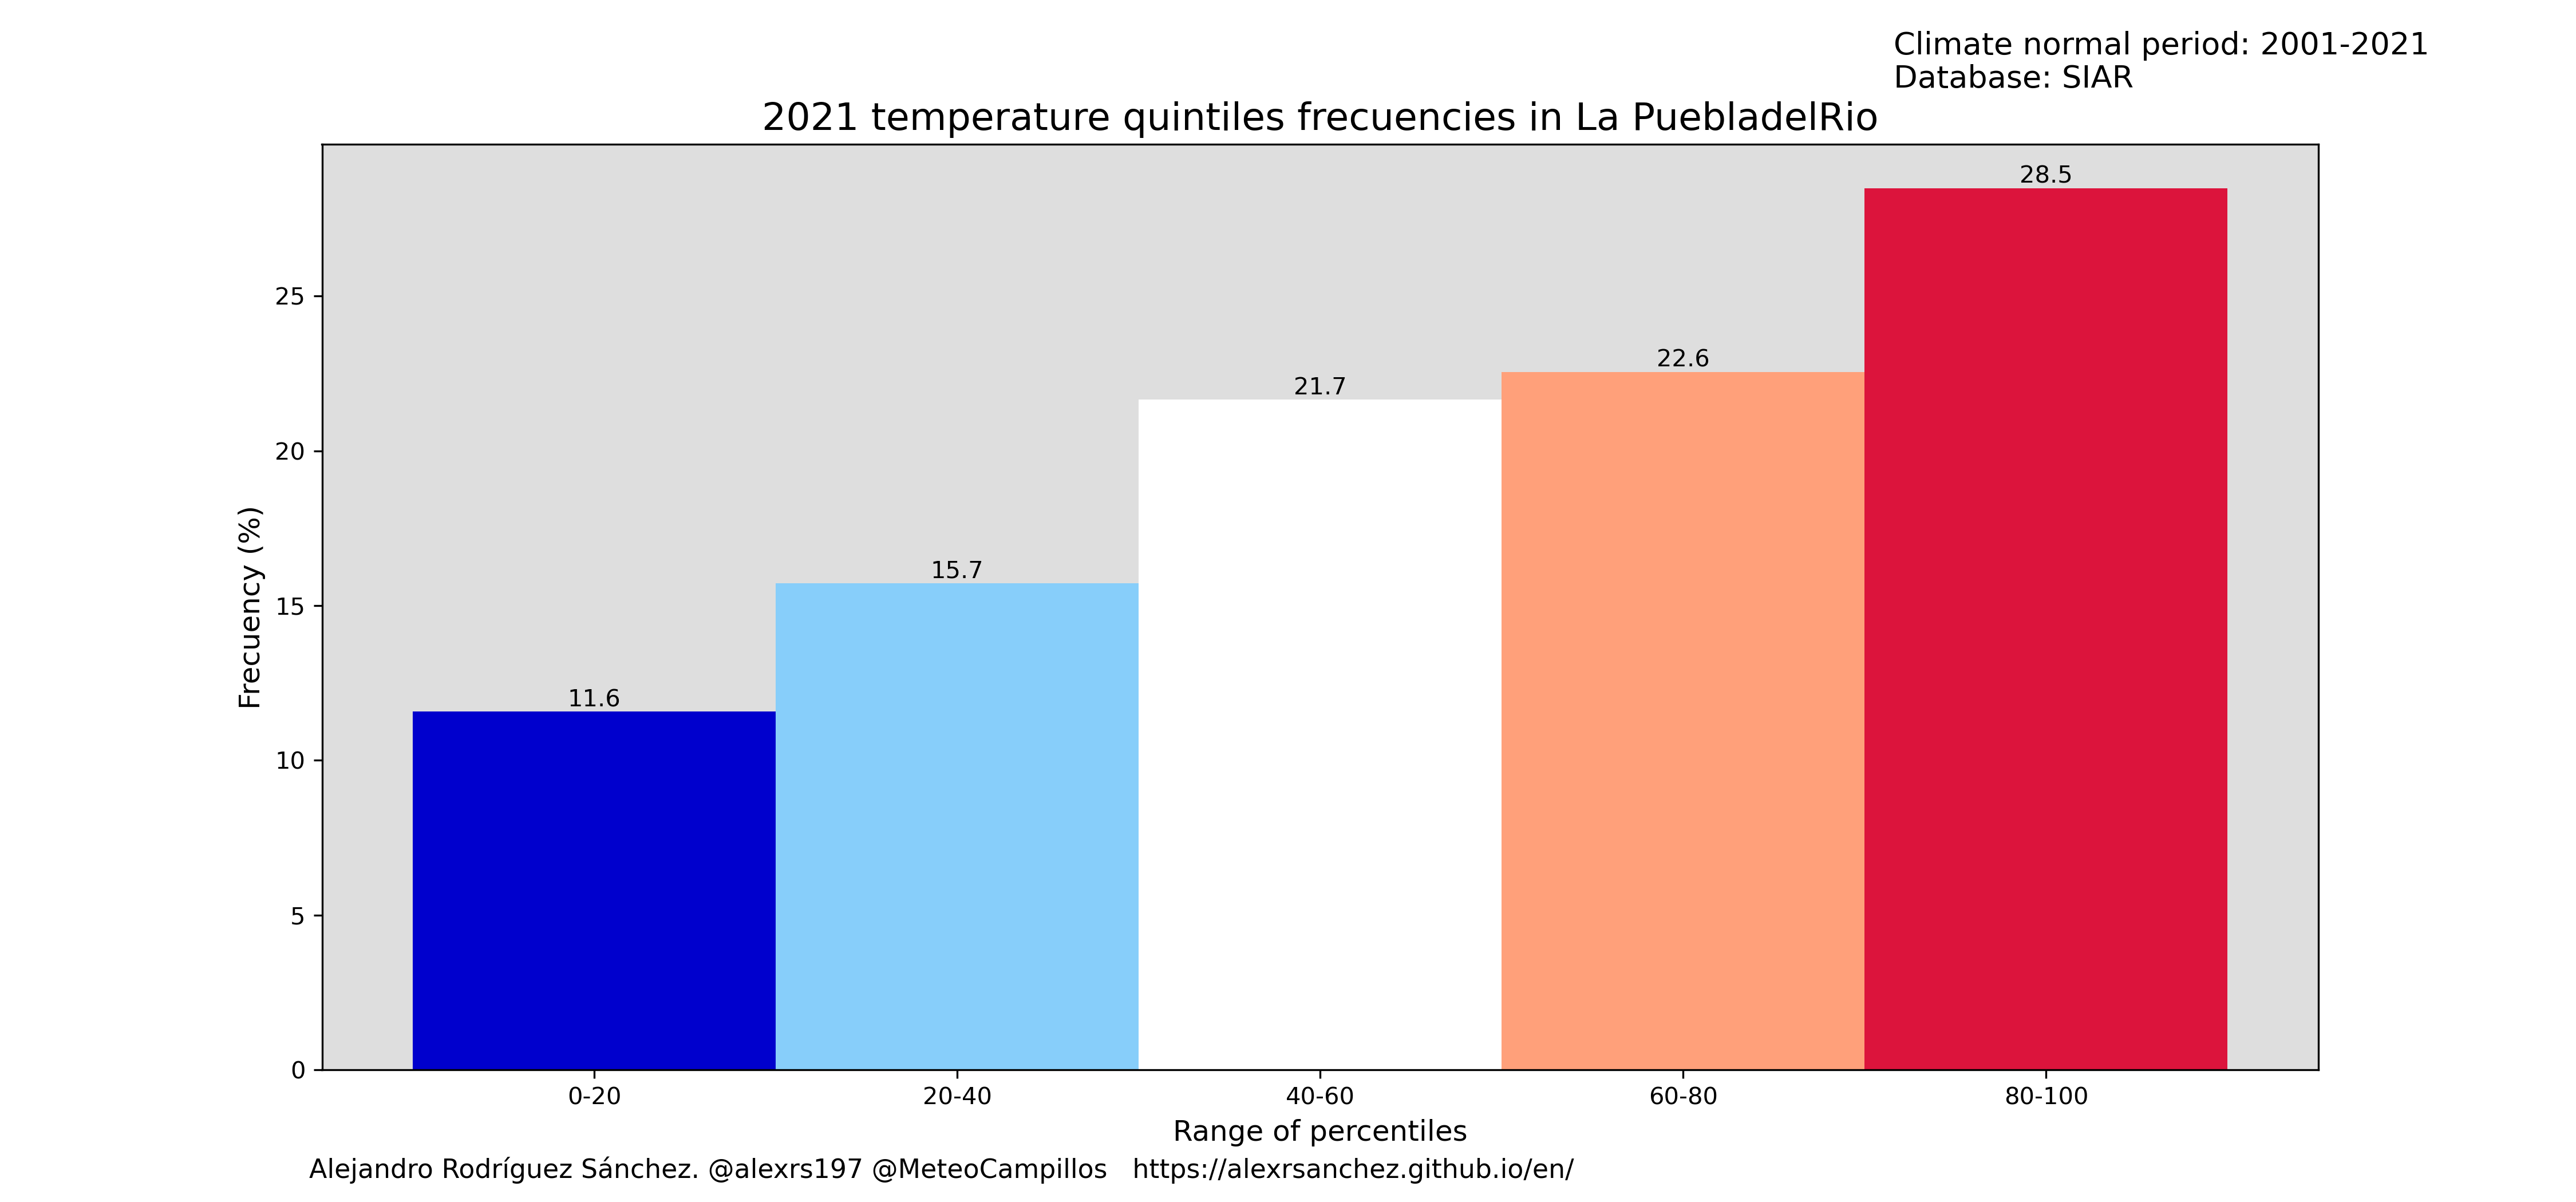 Climate normal period: 2001-2021
Database: SIAR
2021 temperature quintiles frecuencies in La PuebladelRio
28.5
25
22.6
21.7
20
15.7
15
11.6
10
5
0
Frecuency (%)
0-20 20-40 40-60 60-80 80-100
Range of percentiles
Alejandro Rodríguez Sánchez. @alexrs197 @MeteoCampillos https://alexrsanchez.github.io/en/